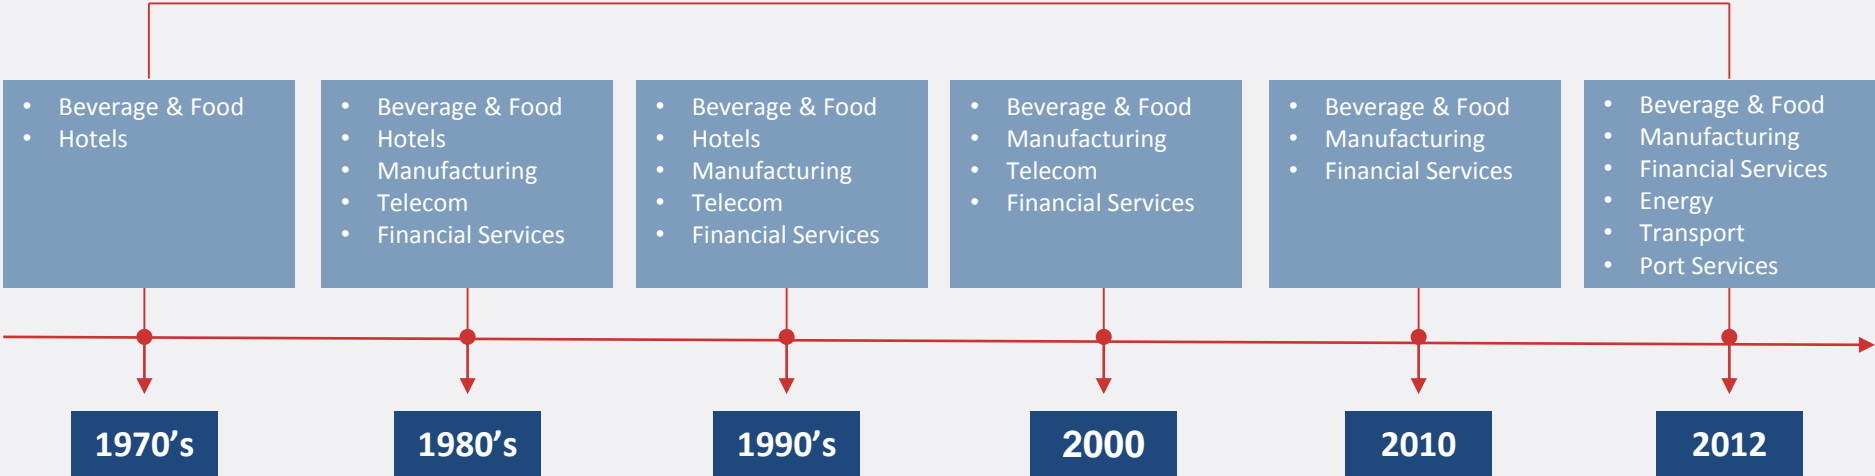 • Beverage & Food
• Hotels
• Beverage & Food
• Hotels
• Manufacturing
• Telecom
• Financial Services
• Beverage & Food
• Hotels
• Manufacturing
• Telecom
• Financial Services
• Beverage & Food
• Manufacturing
• Telecom
• Financial Services
• Beverage & Food
• Manufacturing
• Financial Services
• Beverage & Food
• Manufacturing
• Financial Services
• Energy
• Transport
• Port Services
1970’s
1980’s
1990’s
2000
2010
2012